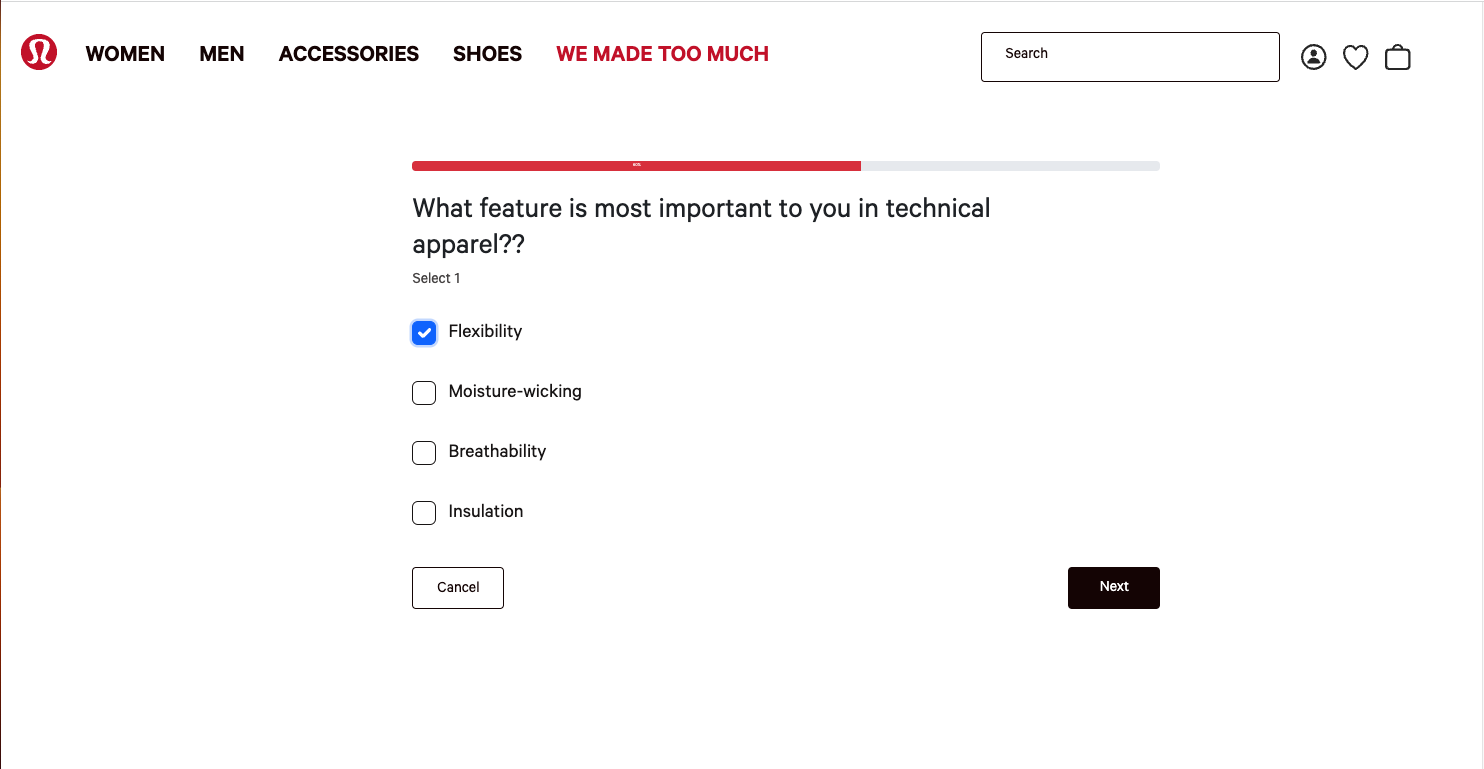 WOMEN MEN ACCESSORIES SHOES WE MADE TOO MUCH Search
60%
What feature is most important to you in technical
apparel??
Select 1
Flexibility
Moisture-wicking
Breathability
Insulation
Cancel Next